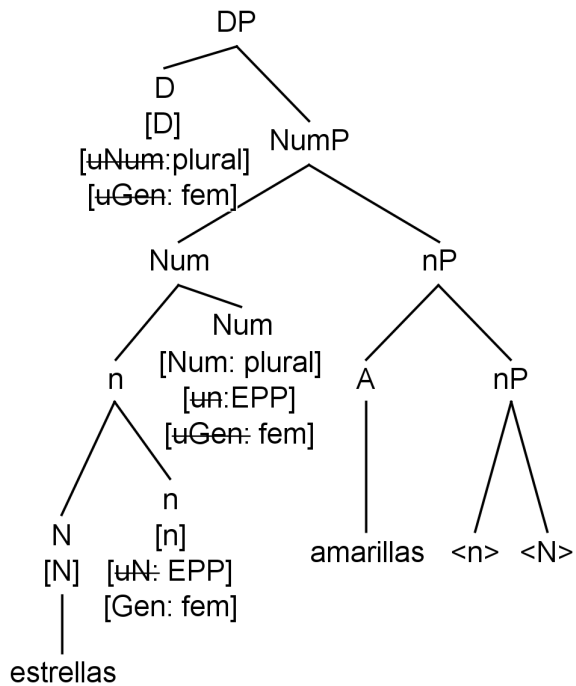 DP
D
[D]
NumP
[uNum:plural]
[uGen: fem]
Num
nP
Num
[Num: plural]
n
A
nP
[un:EPP]
[uGen: fem]
n
N
[n]
amarillas
<n>
<N>
[N]
[uN: EPP]
[Gen: fem]
estrellas